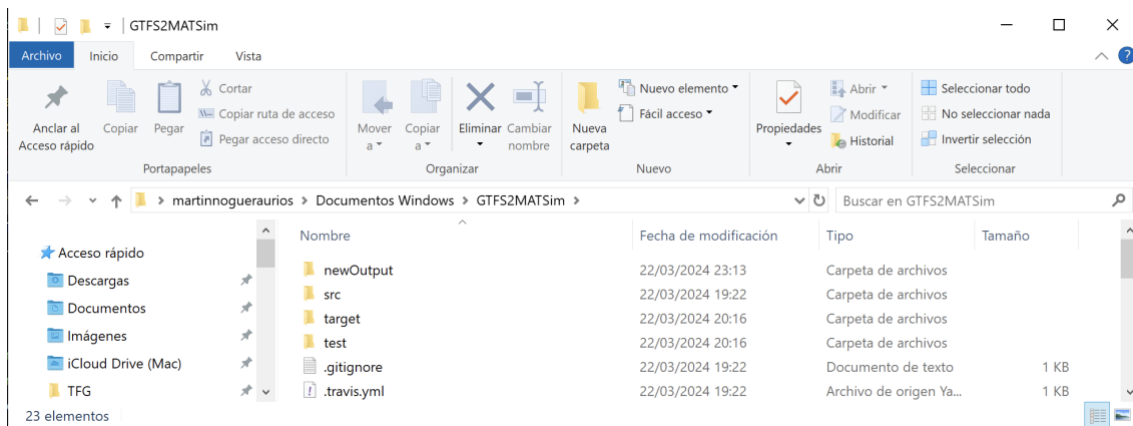 GTFS2MATSim
Archivo Inicio Compartir Vista
Anclar al Acceso rápido
Copiar
Pegar
Cortar
Copiar ruta de acceso
Pegar acceso directo
Portapapeles
Mover a
Copiar a
Eliminar
Cambiar nombre
Organizar
Nueva carpeta
Nuevo elemento
Fácil acceso
Nuevo
Propiedades
Abrir
Modificar
Historial
Abrir
Seleccionar todo
No seleccionar nada
Invertir selección
Seleccionar
martinnogueraurios > Documentos Windows > GTFS2MATSim >
Buscar en GTFS2MATSim
Acceso rápido
Descargas
Documentos
Imágenes
iCloud Drive (Mac)
TFG
Nombre Fecha de modificación Tipo Tamaño
newOutput 22/03/2024 23:13 Carpeta de archivos
src 22/03/2024 19:22 Carpeta de archivos
target 22/03/2024 20:16 Carpeta de archivos
test 22/03/2024 20:16 Carpeta de archivos
.gitignore 22/03/2024 19:22 Documento de texto 1 KB
.travis.yml 22/03/2024 19:22 Archivo de origen Ya... 1 KB
23 elementos